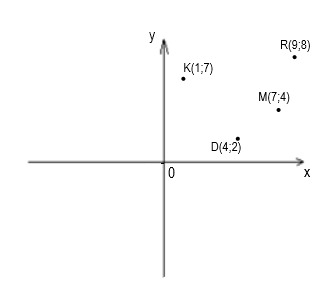 y
R(9;8)
K(1;7)
M(7;4)
D(4;2)
0
x